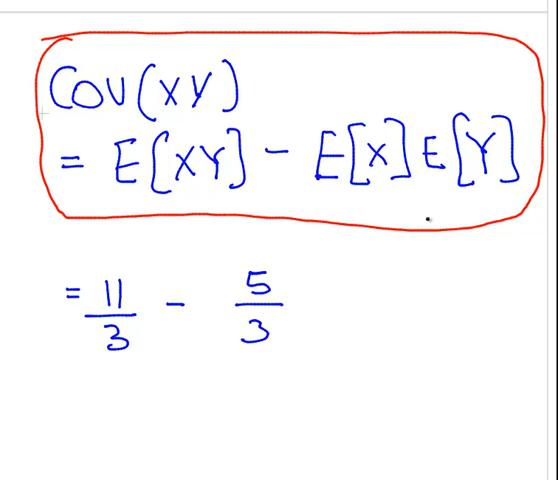 COV(XY)
= E[XY] - E[X] E[Y]
= 11/3 - 5/3